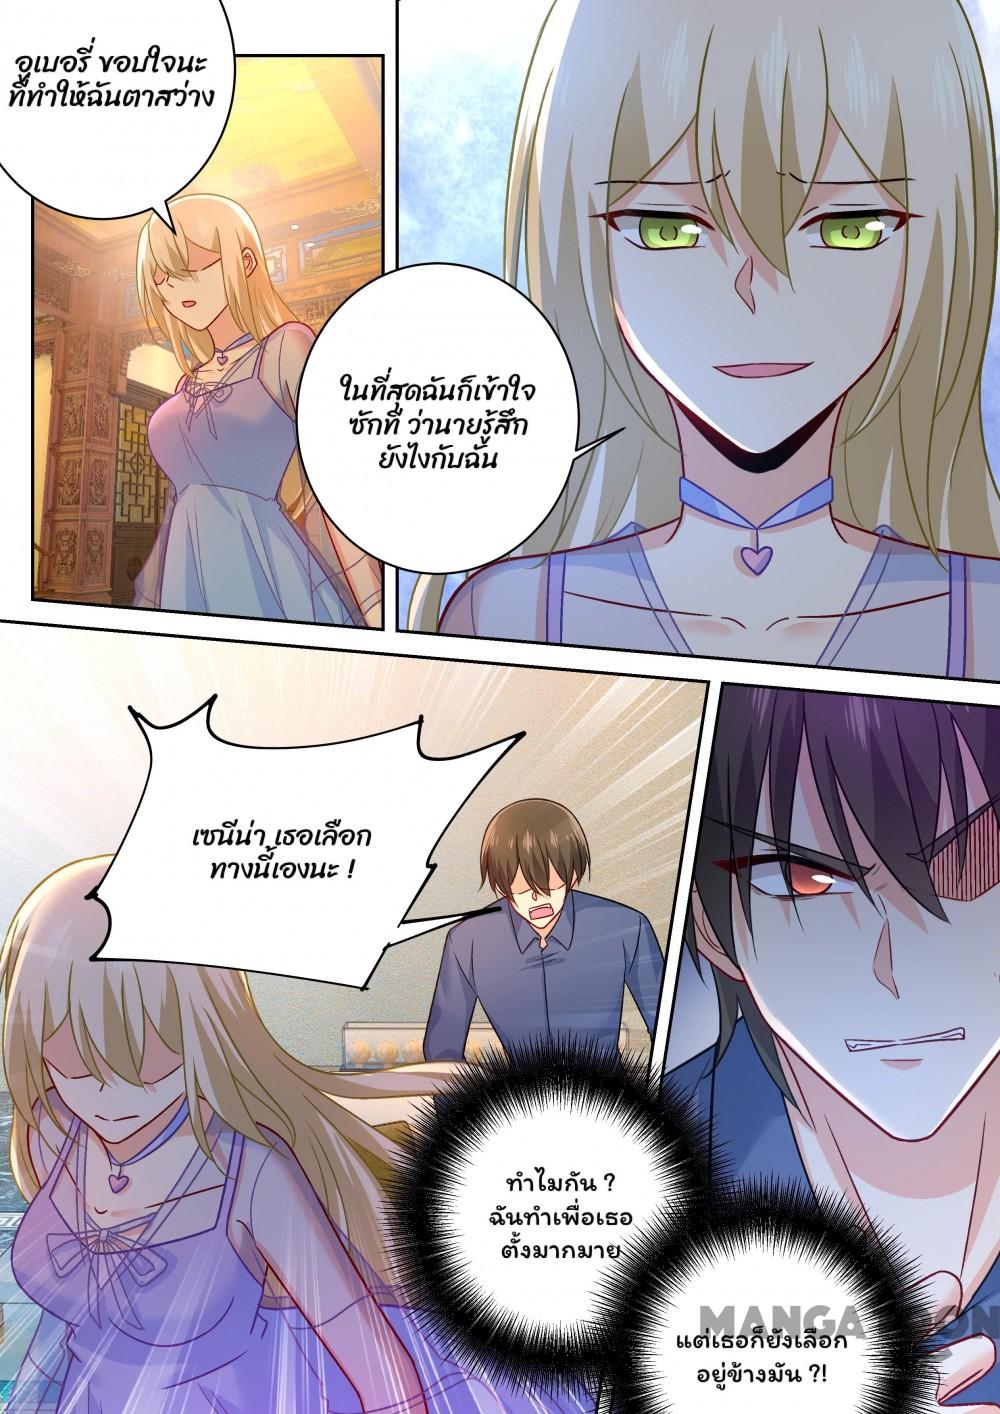 อูเบอรี่ ขอบใจนะ
ที่ทำให้ฉันตาสว่าง
ในที่สุดฉันก็เข้าใจ
ซักที ว่านายรู้สึก
ยังไงกับฉัน
เซนีน่า เธอเลือก
ทางนี้เองนะ !
ทำไมกัน ?
ฉันทำเพื่อเธอ
ตั้งมากมาย
แต่เธอก็ยังเลือก
อยู่ข้างมัน ?!